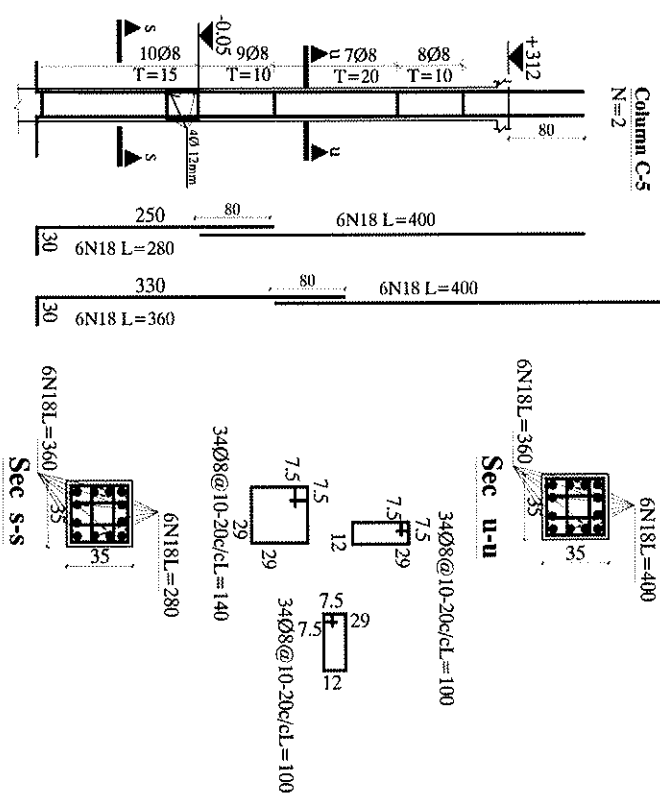 Column C-5
N=2
+312
80
8Ø8
T=10
7Ø8
T=20
9Ø8
T=10
10Ø8
T=15
-0.05
s
s
u
u
4Ø 12mm
250
80
6N18 L=400
30
6N18 L=280
330
80
6N18 L=400
30
6N18 L=360
6N18L=400
6N18L=360
35
35
Sec u-u
6N18L=360
6N18L=280
35
35
Sec s-s
7.5
7.5
29
12
34Ø8@10-20c/cL=100
7.5
7.5
29
29
34Ø8@10-20c/cL=140
7.5
7.5
29
12
34Ø8@10-20c/cL=100